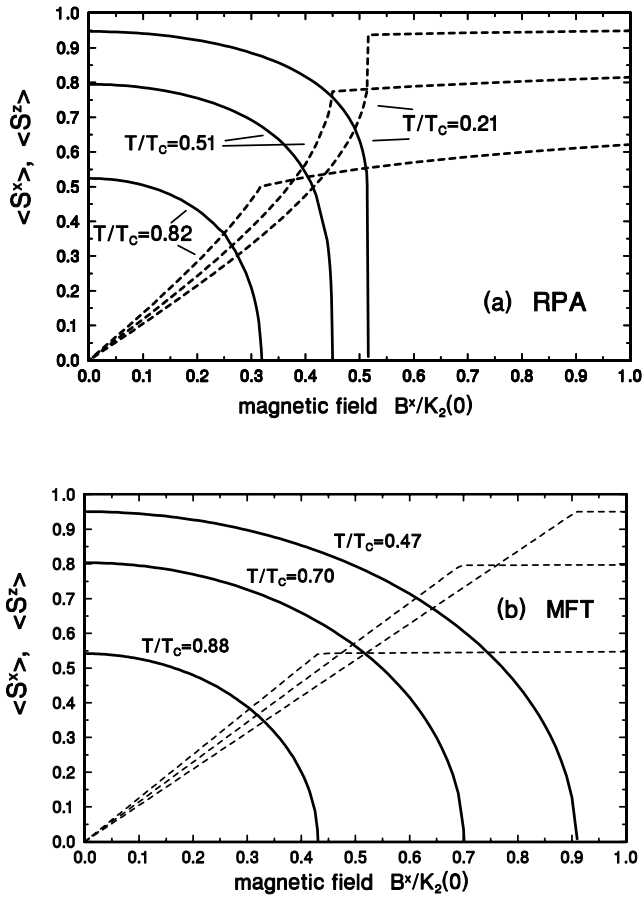 1.0
0.9
0.8
0.7
0.6
0.5
0.4
0.3
0.2
0.1
0.0
<Sˣ>, <Sᶻ>
T/T_C=0.51
T/T_C=0.21
T/T_C=0.82
(a) RPA
0.0 0.1 0.2 0.3 0.4 0.5 0.6 0.7 0.8 0.9 1.0
magnetic field Bˣ/K₂(0)
1.0
0.9
0.8
0.7
0.6
0.5
0.4
0.3
0.2
0.1
0.0
<Sˣ>, <Sᶻ>
T/T_C=0.47
T/T_C=0.70
T/T_C=0.88
(b) MFT
0.0 0.1 0.2 0.3 0.4 0.5 0.6 0.7 0.8 0.9 1.0
magnetic field Bˣ/K₂(0)